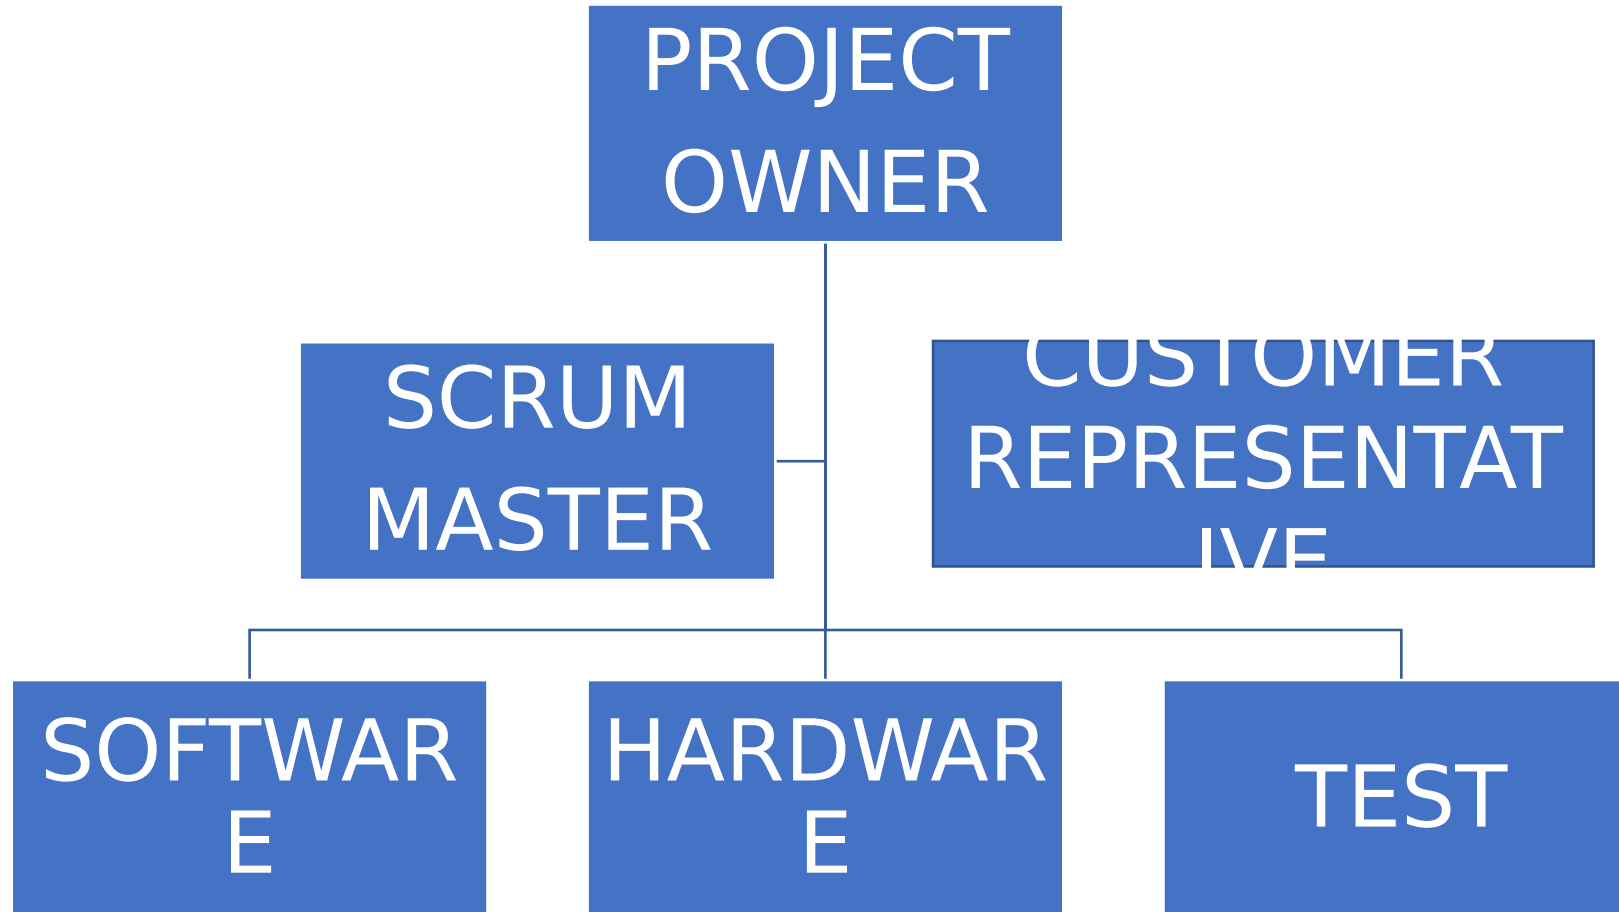 PROJECT
OWNER
SCRUM
MASTER
CUSTOMER
REPRESENTAT
IVE
SOFTWAR
E
HARDWAR
E
TEST